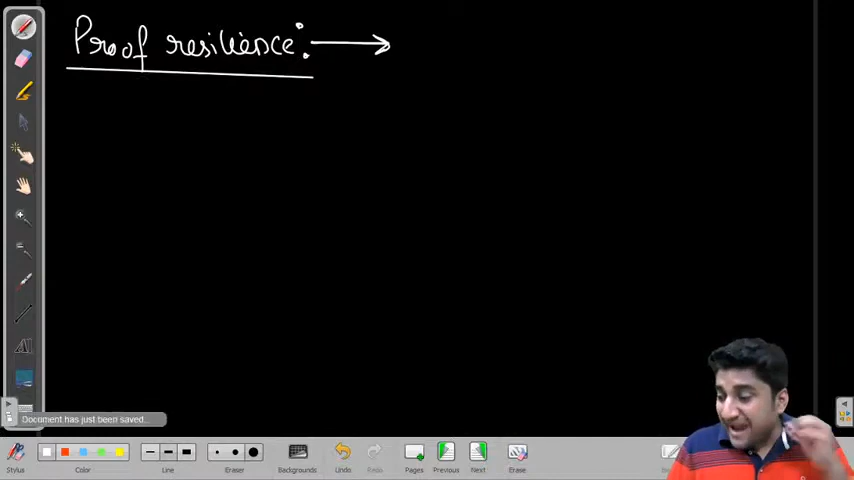 Proof resilience:
Document has just been saved...
Stylus
Color
Line
Eraser
Backgrounds
Undo
Redo
Pages
Previous
Next
Erase